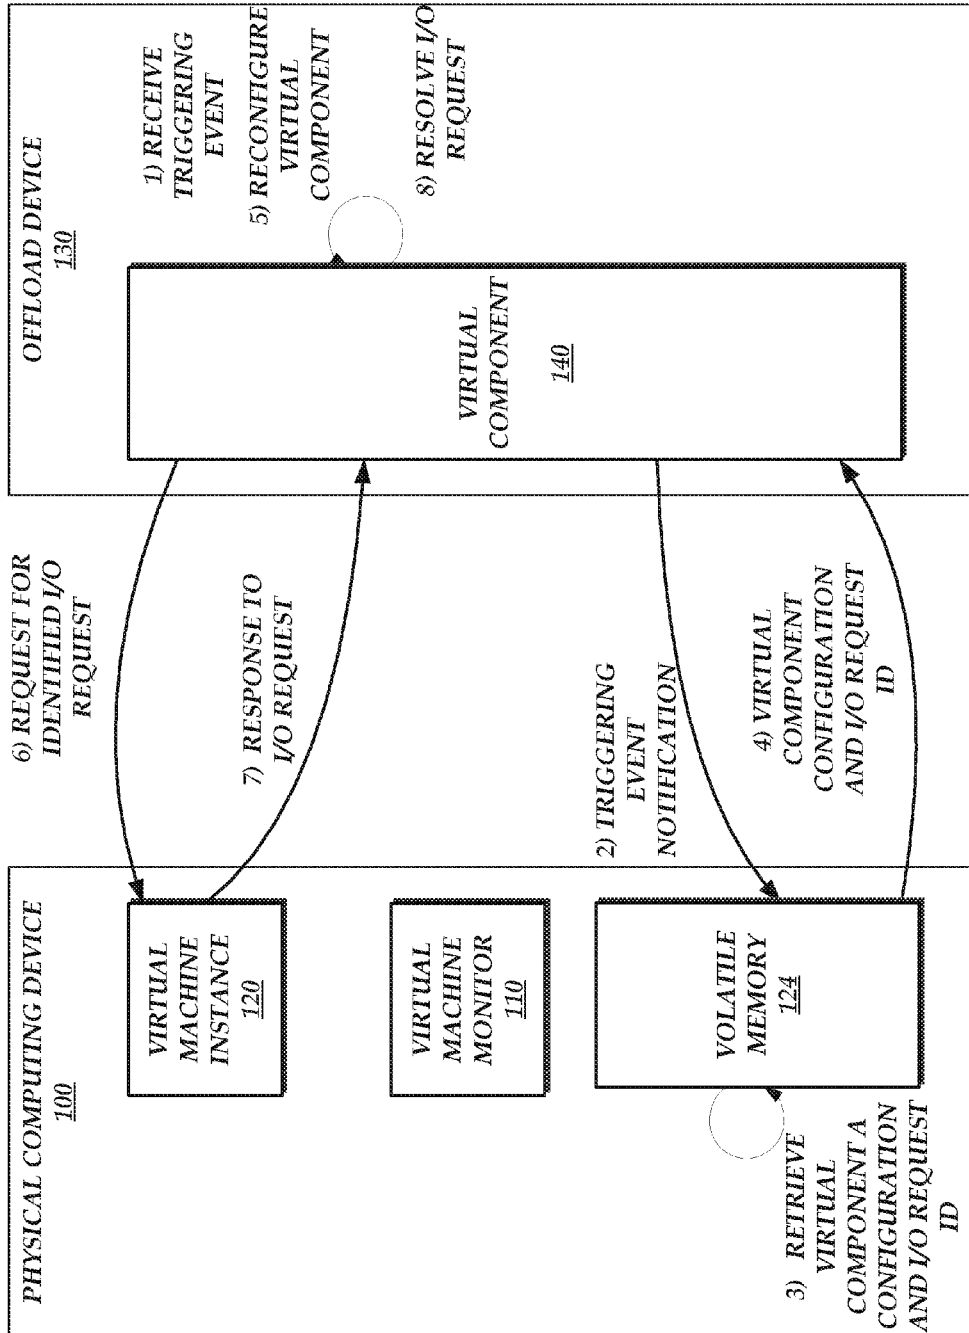 PHYSICAL COMPUTING DEVICE
100
VIRTUAL
MACHINE
INSTANCE
120
VIRTUAL
MACHINE
MONITOR
110
VOLATILE
MEMORY
124
3) RETRIEVE
VIRTUAL
COMPONENT A
CONFIGURATION
AND I/O REQUEST
ID
6) REQUEST FOR
IDENTIFIED I/O
REQUEST
7) RESPONSE TO
I/O REQUEST
2) TRIGGERING
EVENT
NOTIFICATION
4) VIRTUAL
COMPONENT
CONFIGURATION
AND I/O REQUEST
ID
OFFLOAD DEVICE
130
VIRTUAL
COMPONENT
140
1) RECEIVE
TRIGGERING
EVENT
5) RECONFIGURE
VIRTUAL
COMPONENT
8) RESOLVE I/O
REQUEST